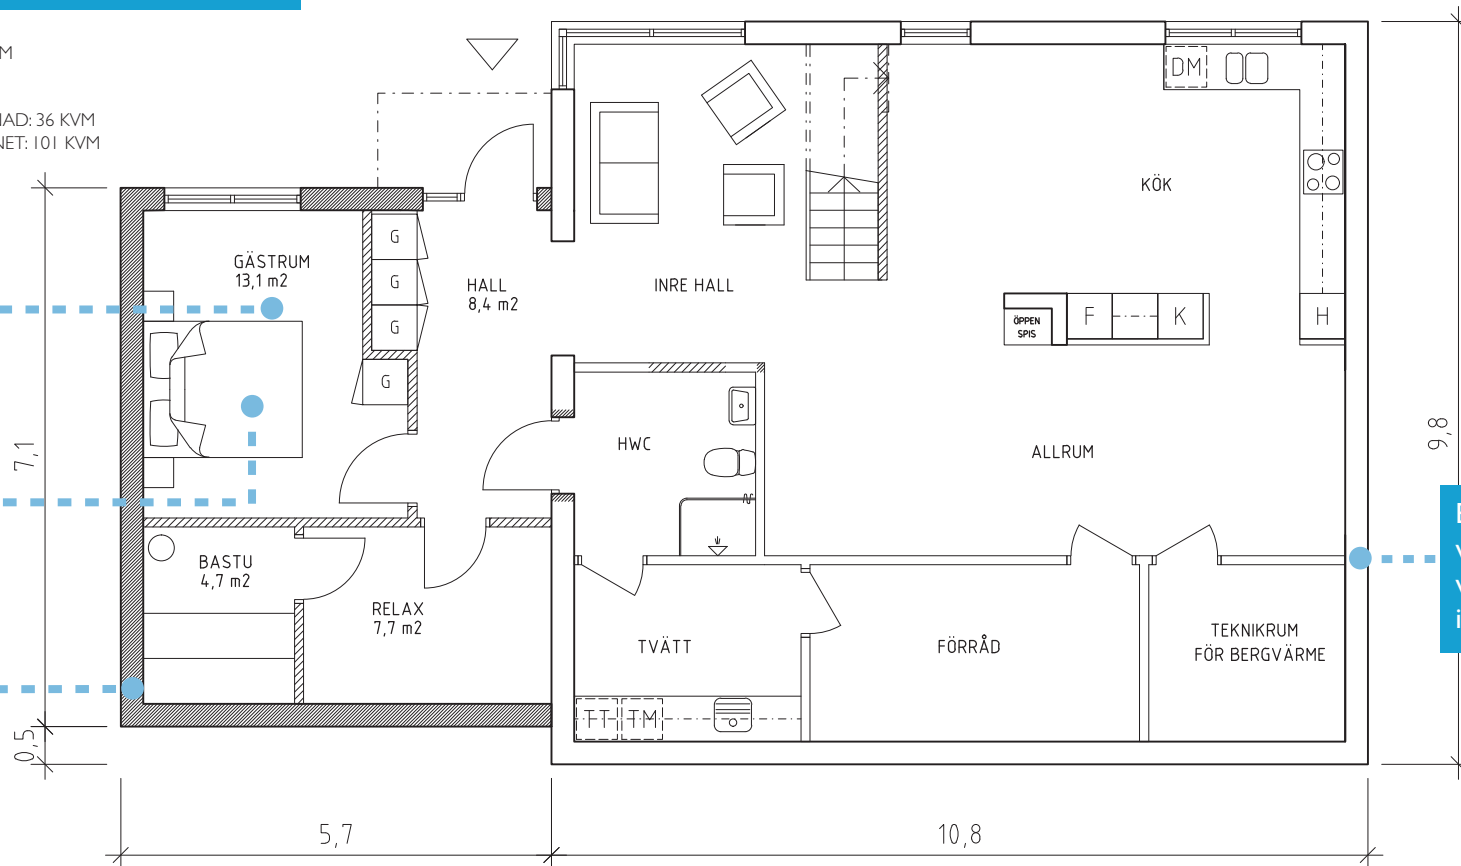 M
AD: 36 KVM
NET: 101 KVM
DM
KÖK
G
GÄSTRUM
13,1 m2
G
HALL
8,4 m2
INRE HALL
G
ÖPPEN
SPIS
F
K
H
G
7,1
HWC
ALLRUM
9,8
BASTU
4,7 m2
RELAX
7,7 m2
TVÄTT
FÖRRÅD
TEKNIKRUM
FÖR BERGVÄRME
TT
TM
0,5
5,7
10,8